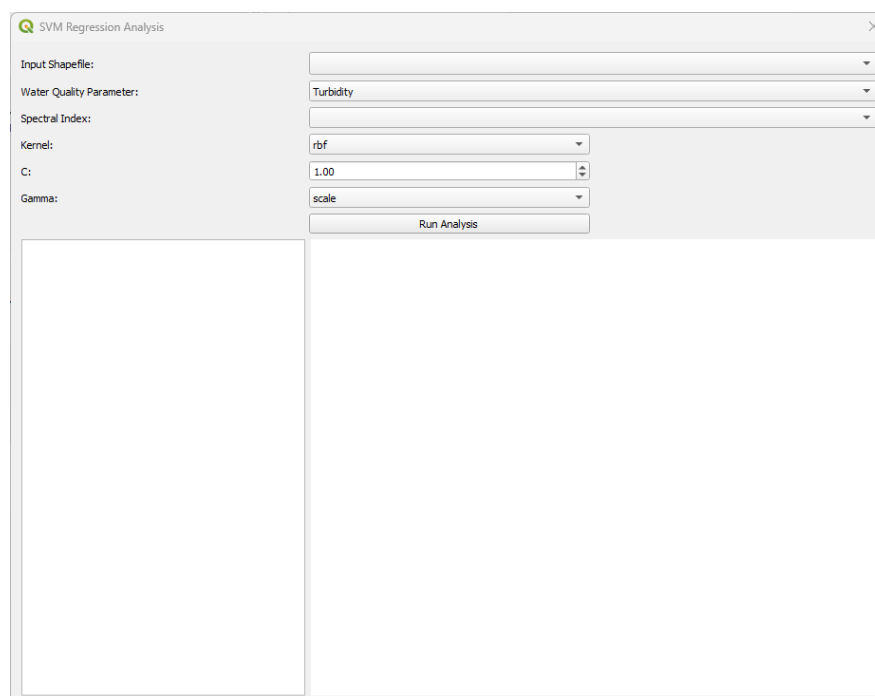 SVM Regression Analysis
Input Shapefile:
Water Quality Parameter: Turbidity
Spectral Index:
Kernel: rbf
C: 1.00
Gamma: scale
Run Analysis